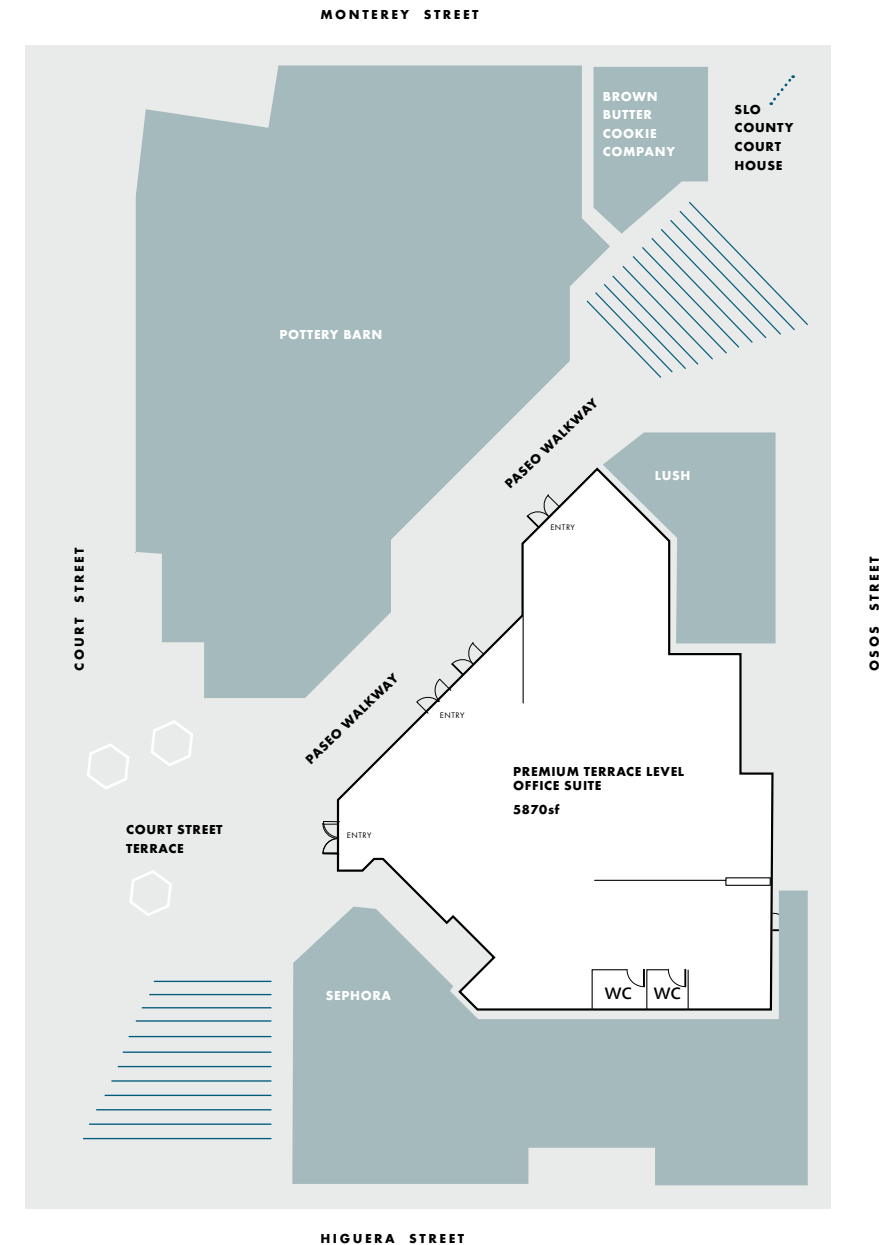 MONTEREY STREET
BROWN
BUTTER
COOKIE
COMPANY
SLO
COUNTY
COURT
HOUSE
POTTERY BARN
PASEO WALKWAY
LUSH
ENTRY
COURT STREET
OSOS STREET
PASEO WALKWAY
ENTRY
PREMIUM TERRACE LEVEL
OFFICE SUITE
5870sf
COURT STREET
TERRACE
ENTRY
SEPHORA
WC
WC
HIGUERA STREET